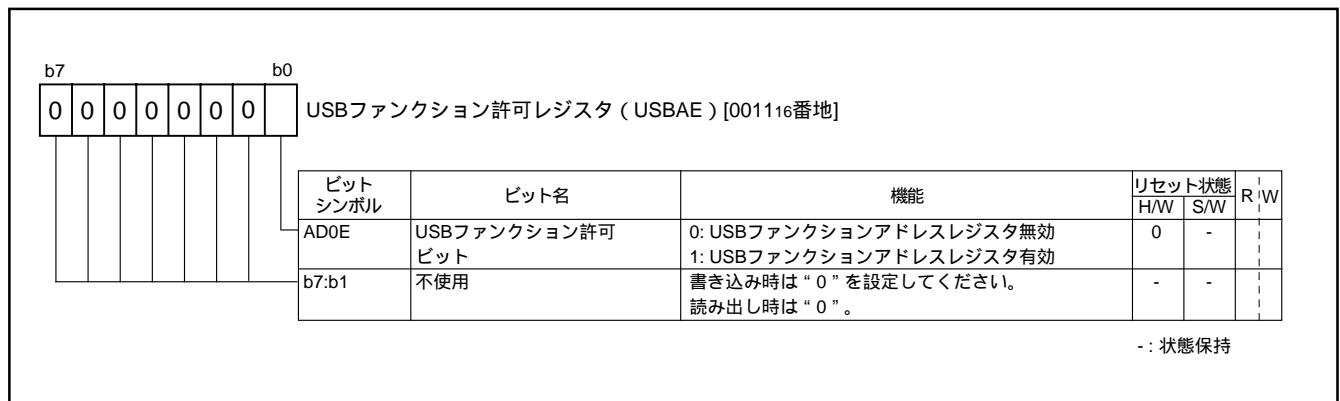 b7 b0
0 0 0 0 0 0 0 USBファンクション許可レジスタ ( USBAE ) [001116番地]
ビット シンボル ビット名 機能 リセット状態 H/W S/W R W
AD0E USBファンクション許可 0: USBファンクションアドレスレジスタ無効 0 -
ビット 1: USBファンクションアドレスレジスタ有効
b7:b1 不使用 書き込み時は “ 0 ” を設定してください。 - -
読み出し時は “ 0 ” 。
- : 状態保持